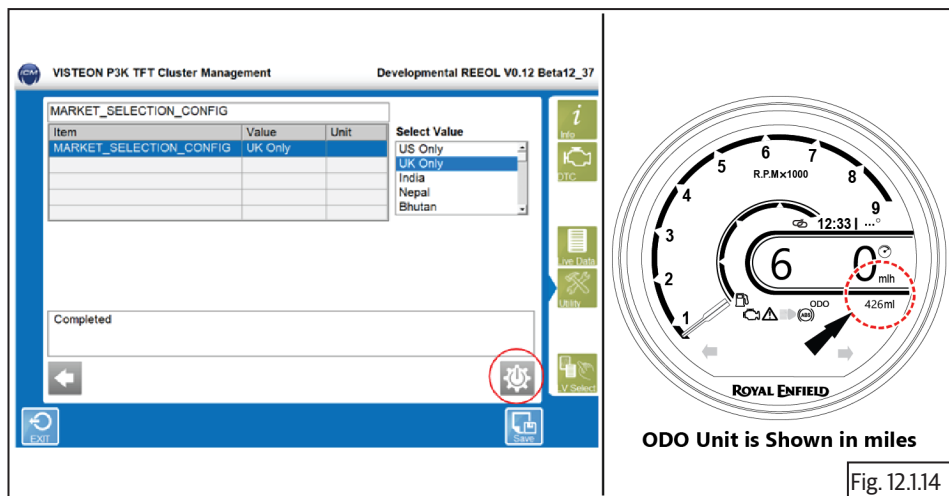 ICM
VISTEON P3K TFT Cluster Management
Developmental REEOL V0.12 Beta12_37
MARKET_SELECTION_CONFIG
Item Value Unit
MARKET_SELECTION_CONFIG UK Only
Select Value
US Only
UK Only
India
Nepal
Bhutan
i
Info
DTC
Live Data
Utility
V Select
Completed
EXIT
Save
1
2
3
4
5
6
7
8
9
R.P.M×1000
12:33 | ...°
6
0
mlh
ODO
426ml
ABS
ROYAL ENFIELD
ODO Unit is Shown in miles
Fig. 12.1.14